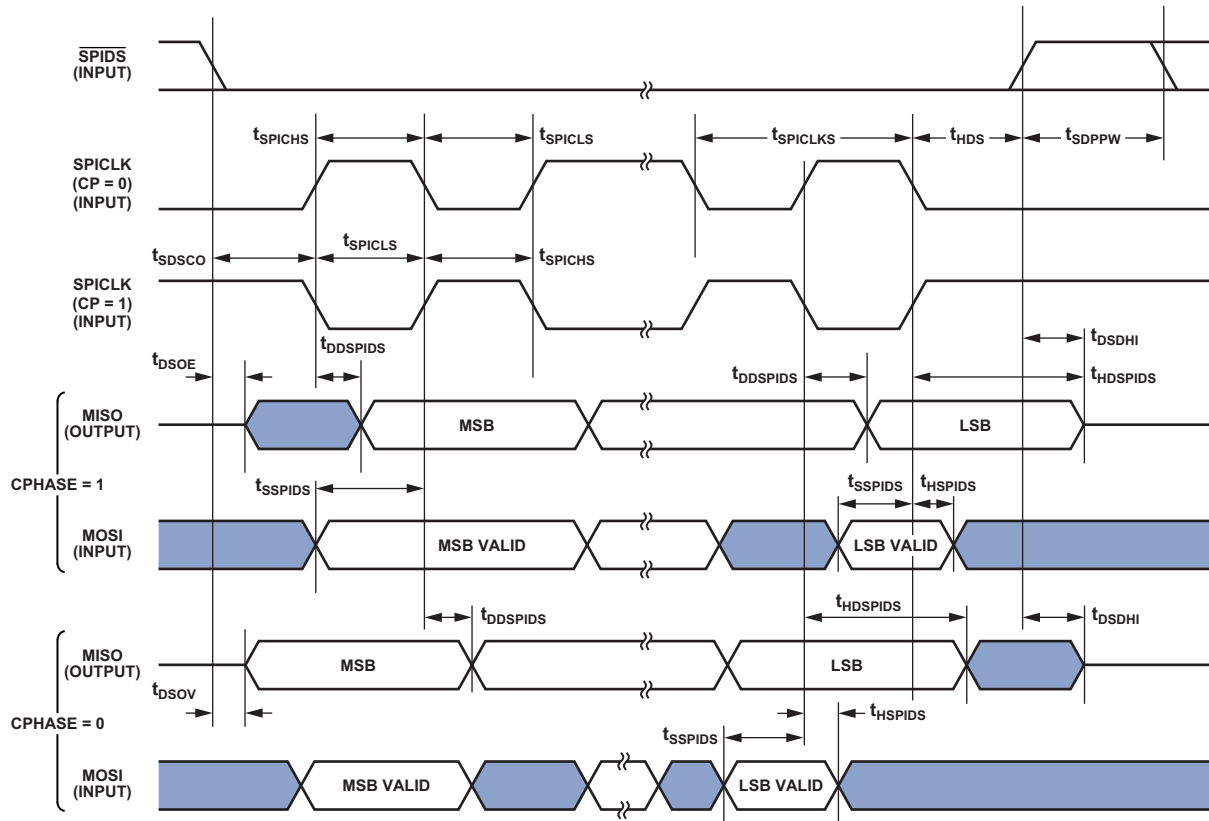 SPIDS
(INPUT)
tSPICHS
tSPICLS
tSPICLKS
tHDS
tSDPPW
SPICLK
(CP = 0)
(INPUT)
tSDSCO
tSPICLS
tSPICHS
SPICLK
(CP = 1)
(INPUT)
tDSOE
tDDSPIDS
tDDSPIDS
tDSDHI
tHDSPIDS
MISO
(OUTPUT)
MSB
LSB
CPHASE = 1
tSSPIDS
tSSPIDS
tHSPIDS
MOSI
(INPUT)
MSB VALID
LSB VALID
tDDSPIDS
tHDSPIDS
tDSDHI
MISO
(OUTPUT)
MSB
LSB
tDSOV
CPHASE = 0
tHSPIDS
tSSPIDS
MOSI
(INPUT)
MSB VALID
LSB VALID